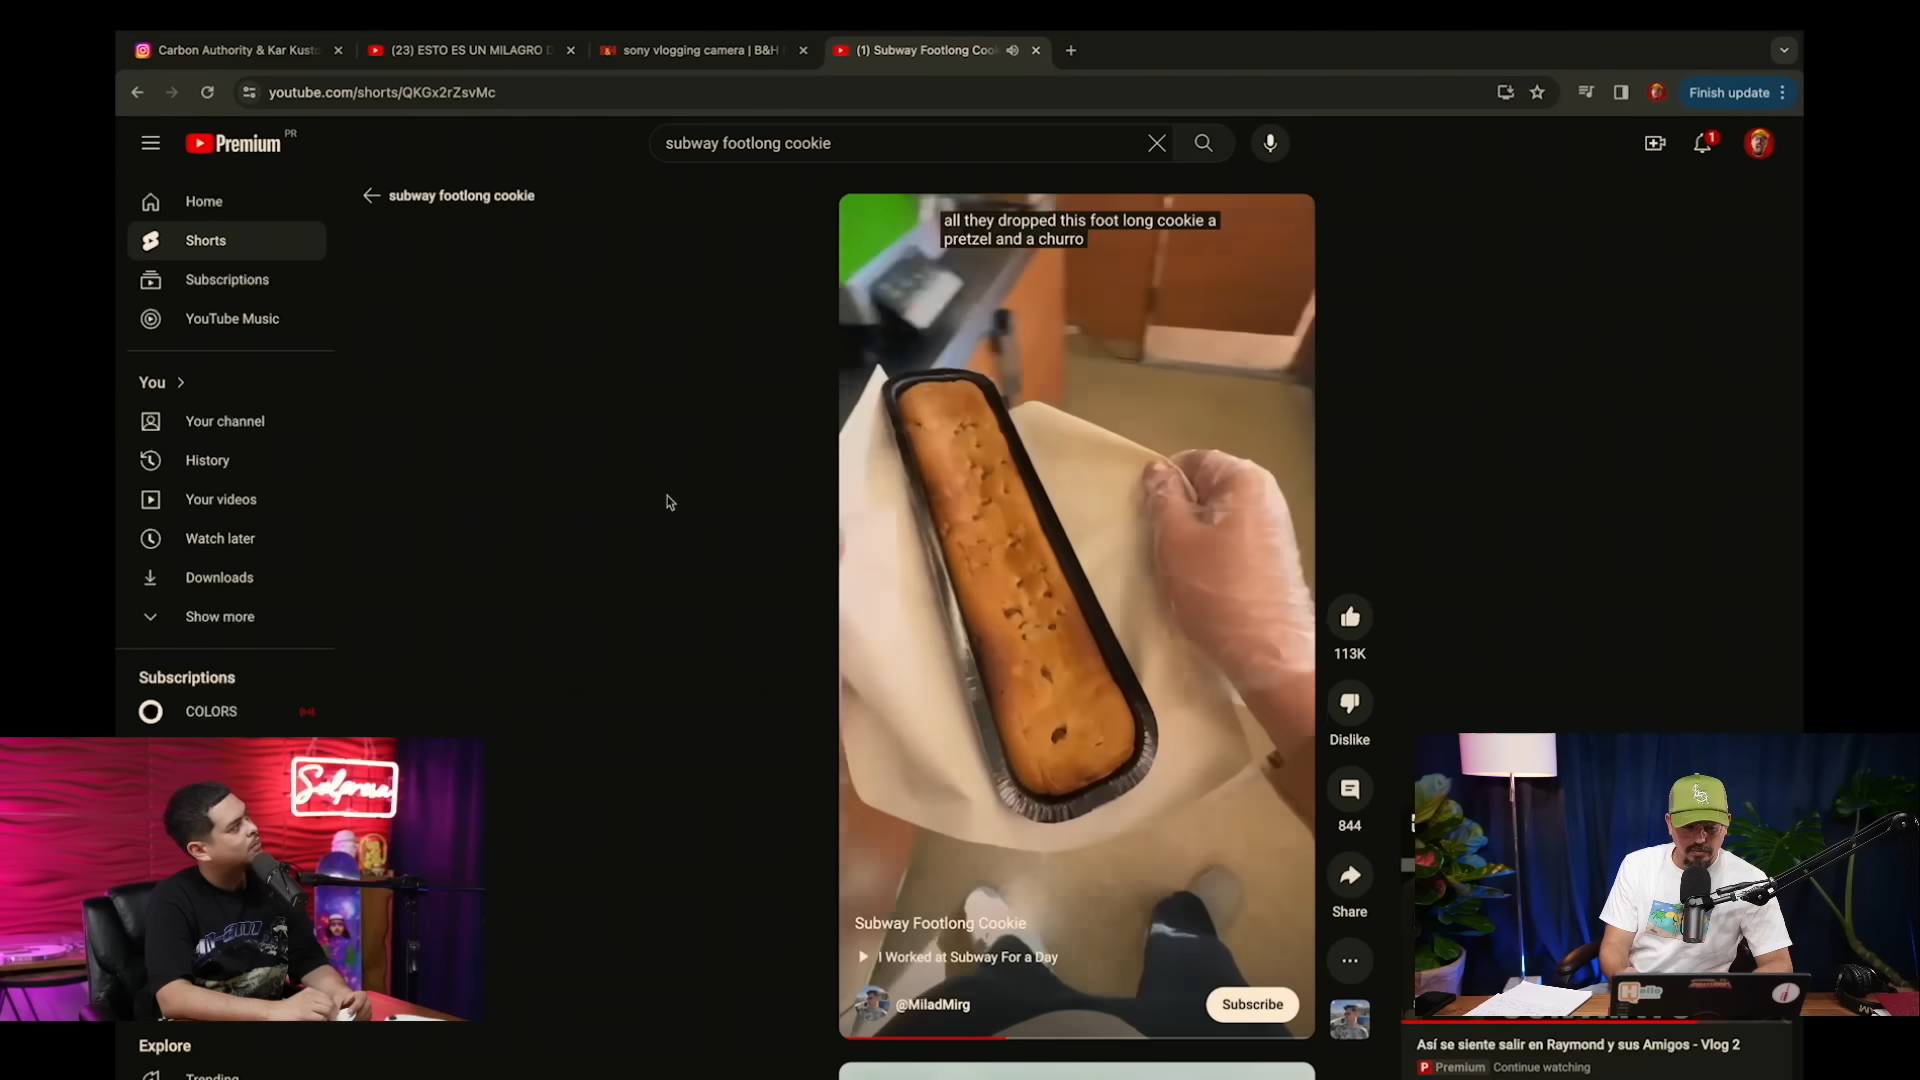 Carbon Authority & Kar Kusto
(23) ESTO ES UN MILAGRO D
sony vlogging camera | B&H
(1) Subway Footlong Cook
youtube.com/shorts/QKGx2rZsvMc
Finish update
Premium PR
subway footlong cookie
1
Home
subway footlong cookie
Shorts
Subscriptions
YouTube Music
You
Your channel
History
Your videos
Watch later
Downloads
Show more
Subscriptions
COLORS
Explore
Trending
all they dropped this foot long cookie a
pretzel and a churro
Subway Footlong Cookie
I Worked at Subway For a Day
@MiladMirg
Subscribe
113K
Dislike
844
Share
Hello
Así se siente salir en Raymond y sus Amigos - Vlog 2
P Premium Continue watching